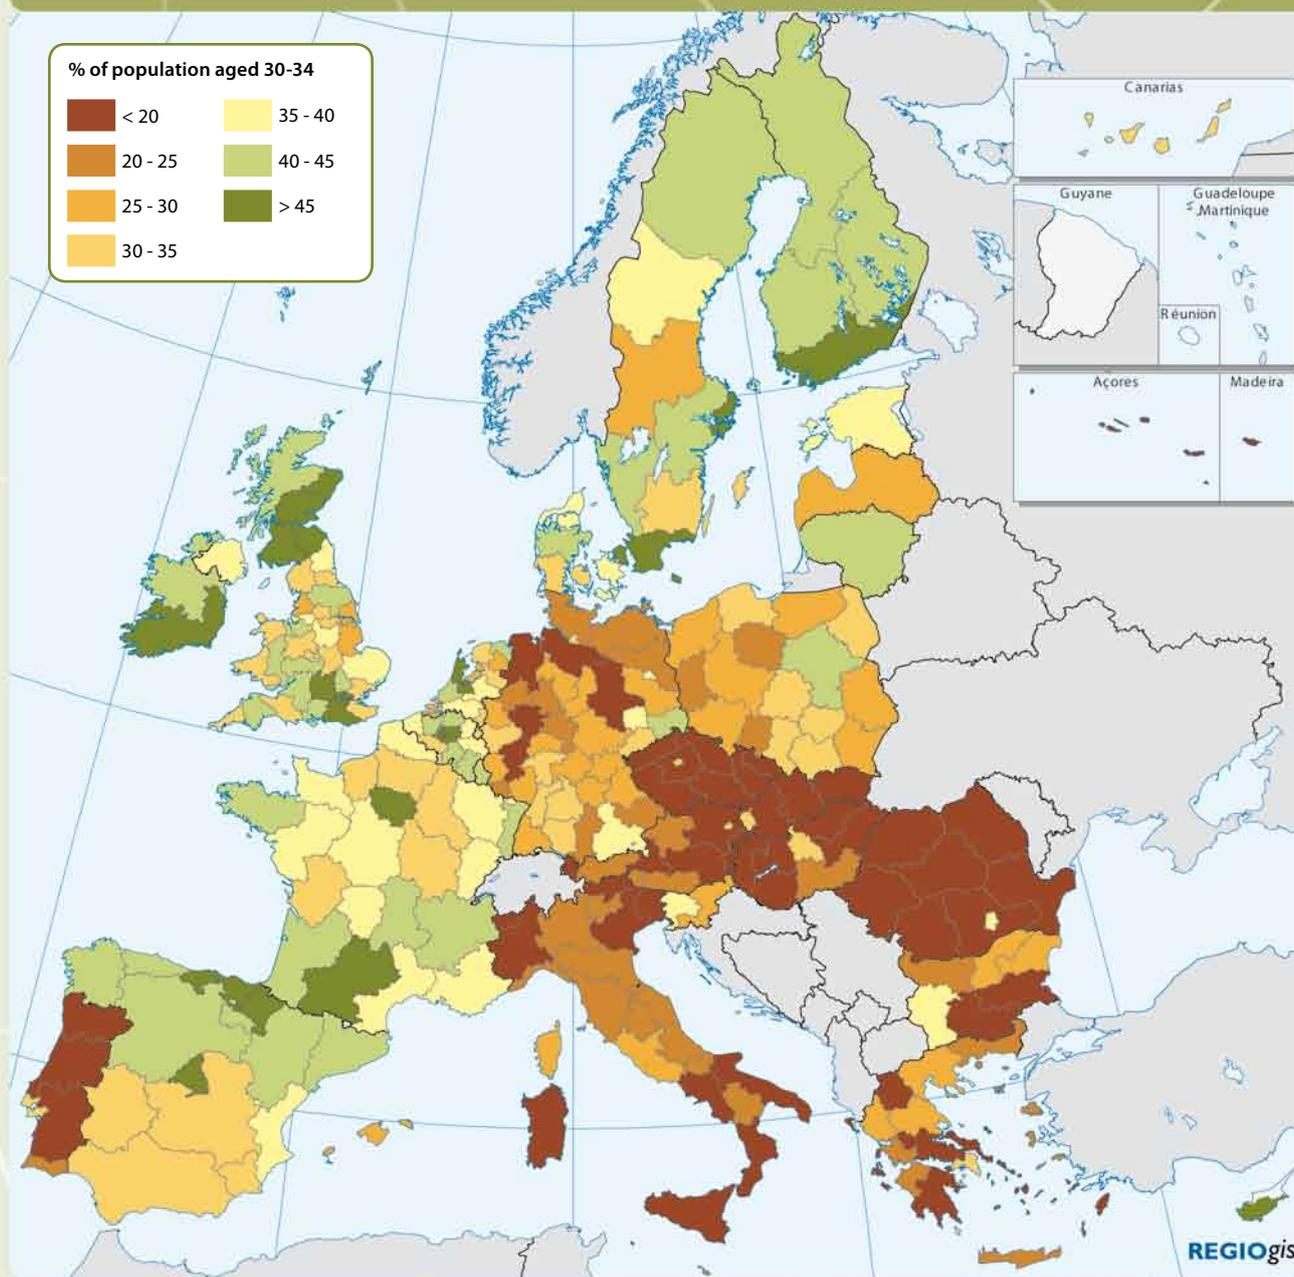 % of population aged 30-34
< 20
20 - 25
25 - 30
30 - 35
35 - 40
40 - 45
> 45
Canarias
Guyane
Guadeloupe
Martinique
Réunion
Açores
Madeira
REGIOgis